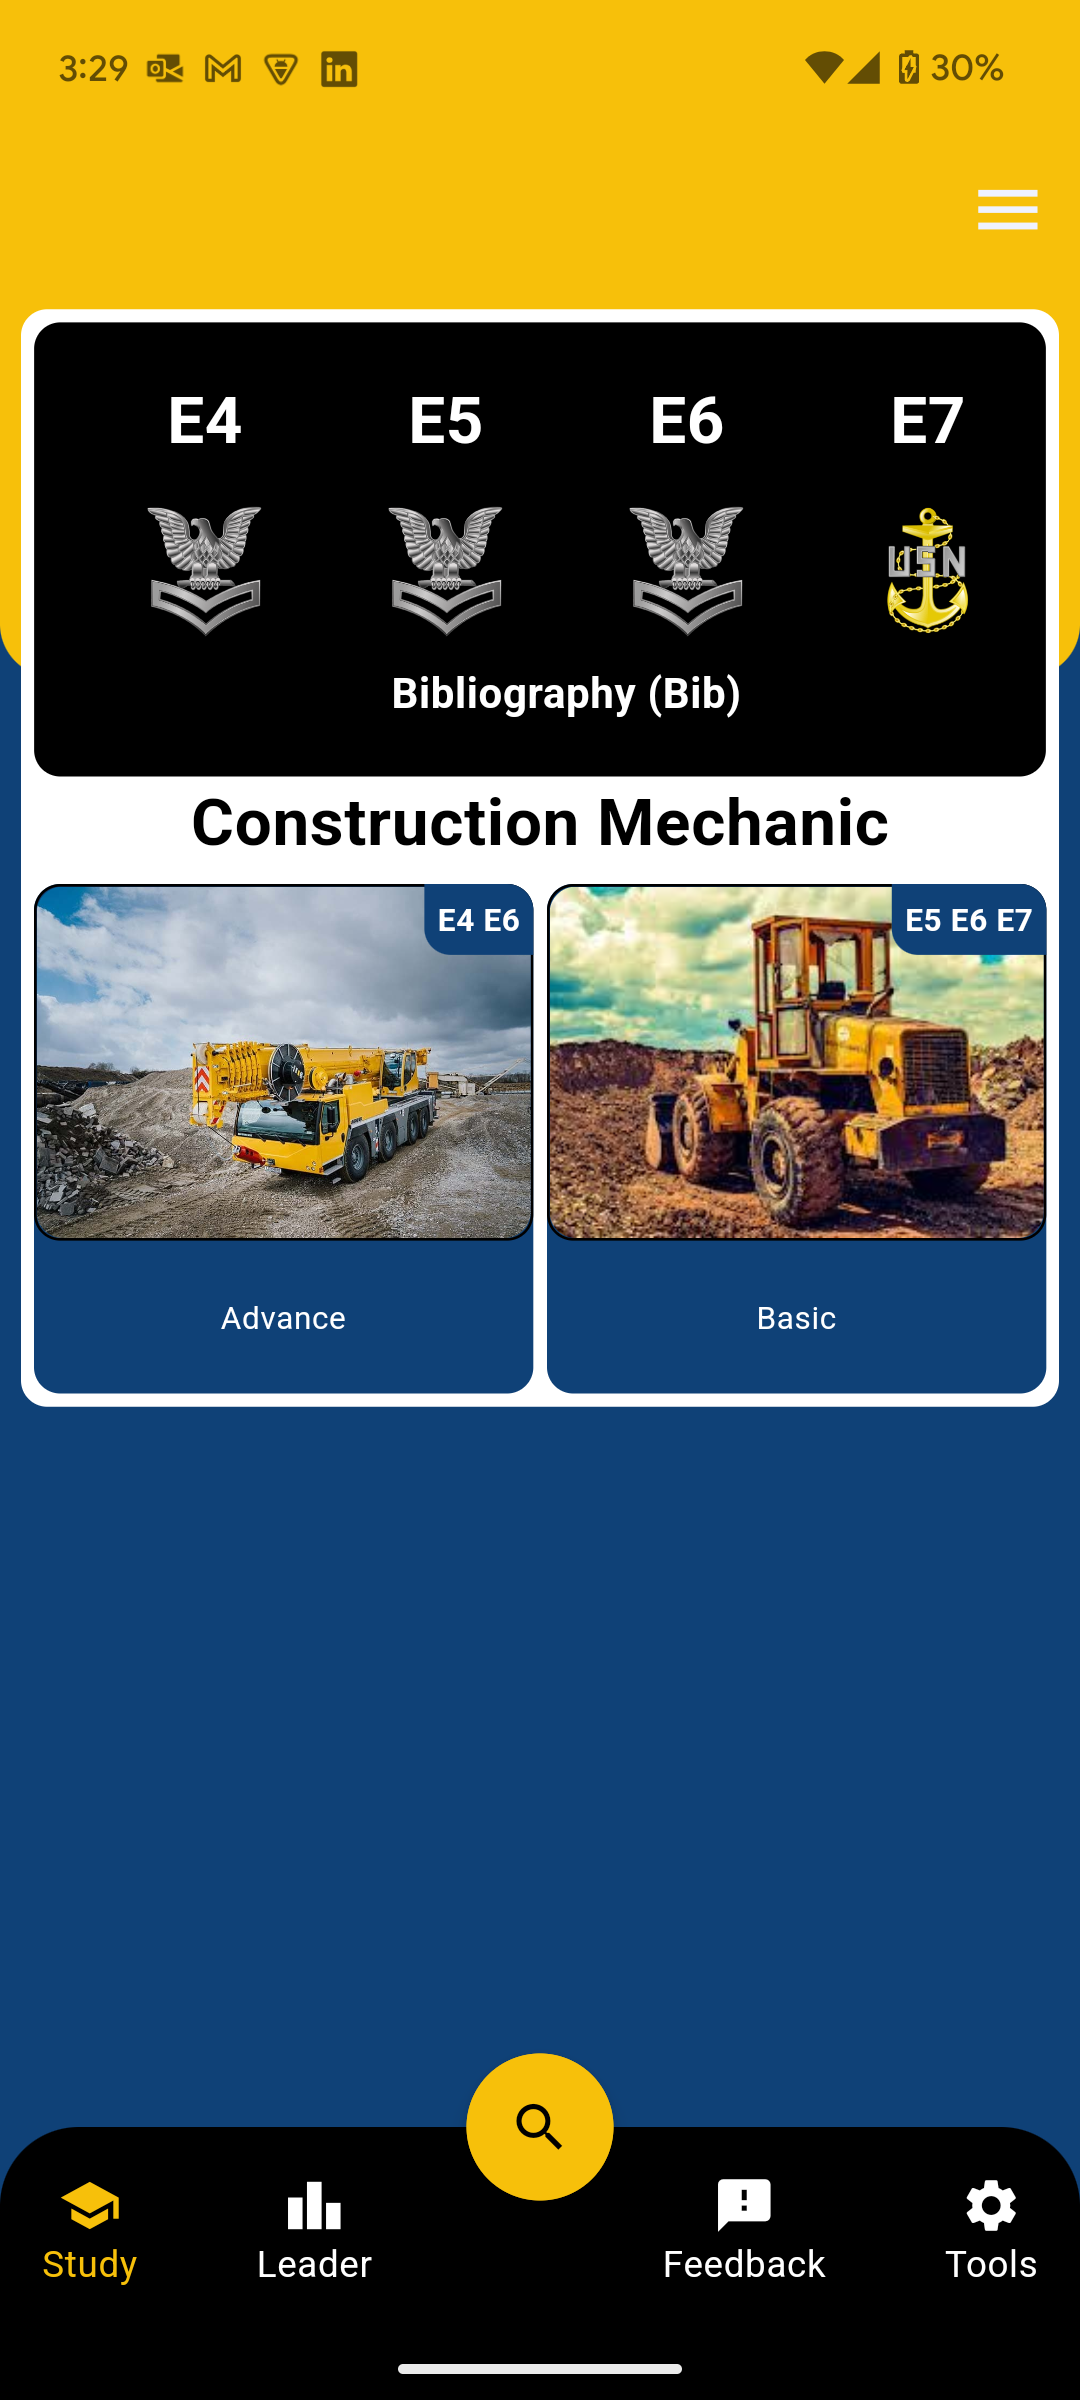 3:29 30%
E4 E5 E6 E7
USN
Bibliography (Bib)
Construction Mechanic
E4 E6
E5 E6 E7
Advance
Basic
Study Leader Feedback Tools